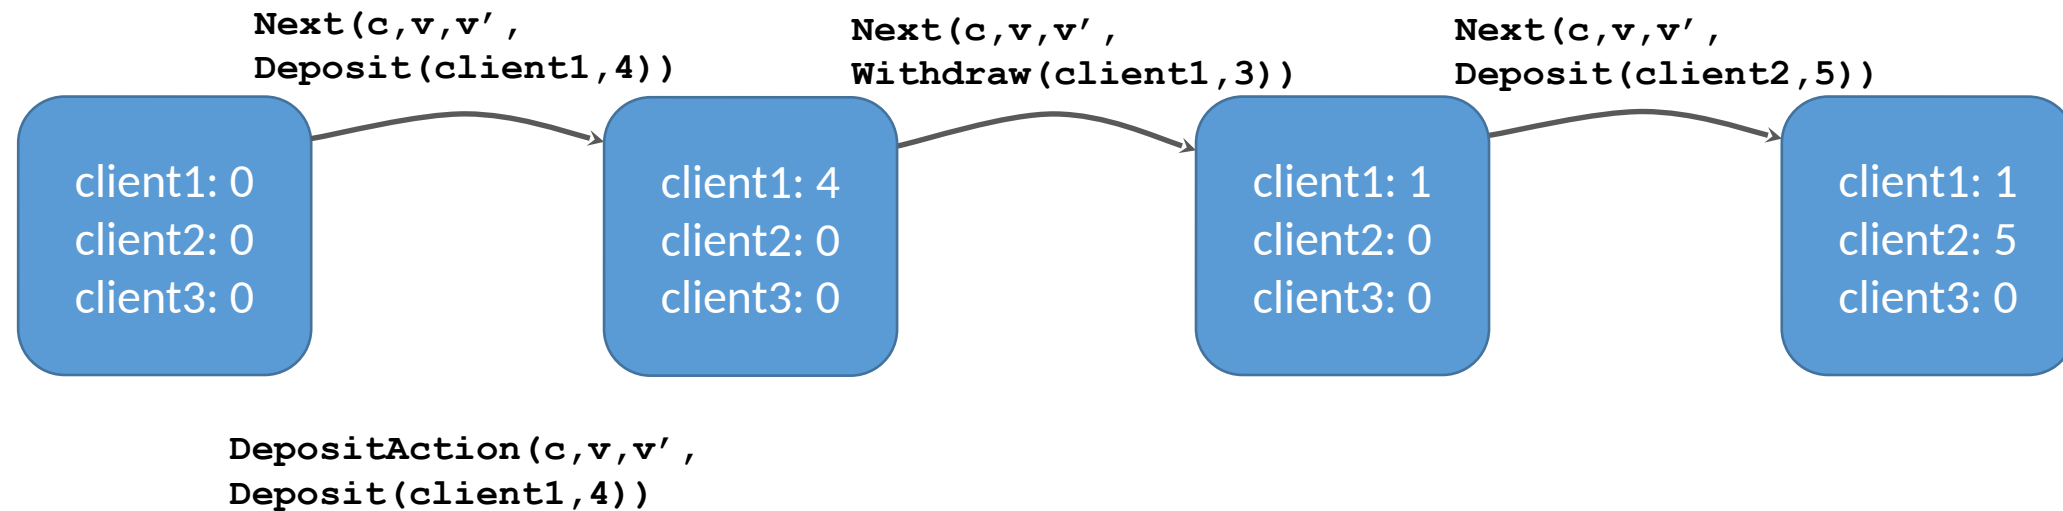 Next(c,v,v’,
Deposit(client1,4))
Next(c,v,v’,
Withdraw(client1,3))
Next(c,v,v’,
Deposit(client2,5))
client1: 0
client2: 0
client3: 0
client1: 4
client2: 0
client3: 0
client1: 1
client2: 0
client3: 0
client1: 1
client2: 5
client3: 0
DepositAction(c,v,v’,
Deposit(client1,4))